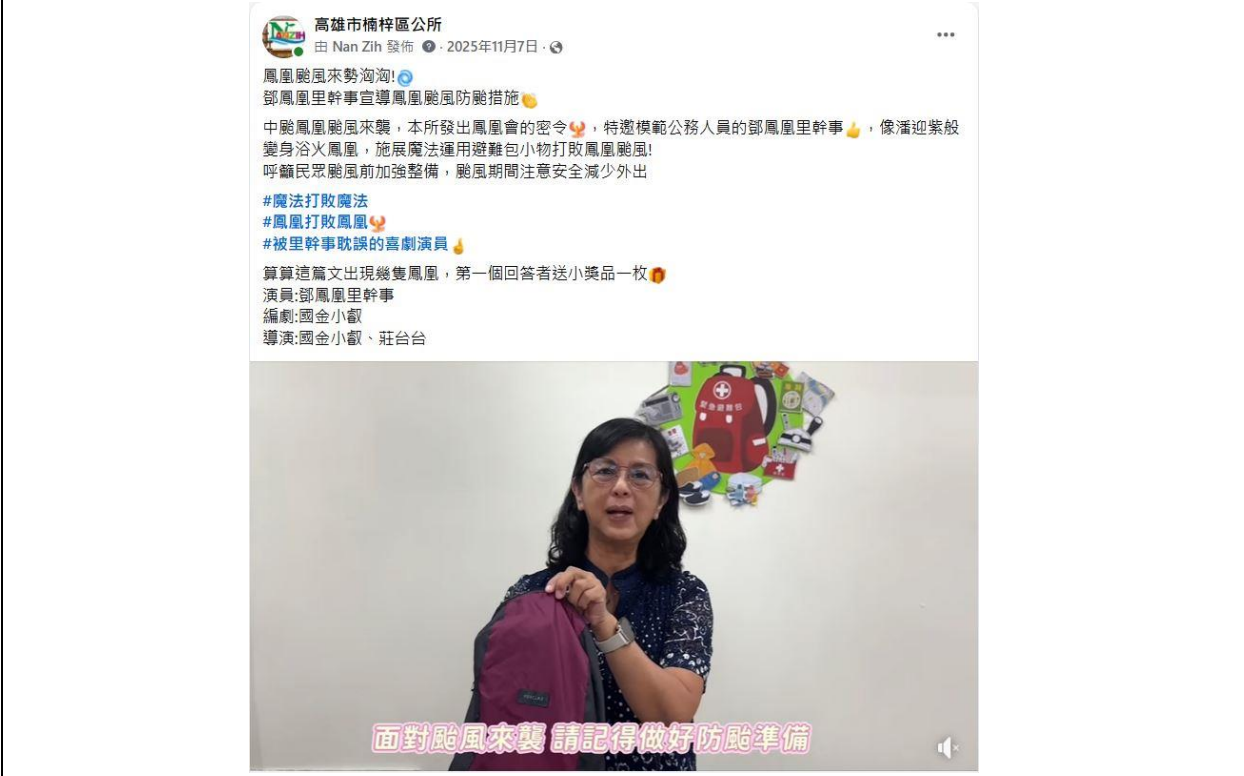 高雄市楠梓區公所
由 Nan Zih 發佈 · 2025年11月7日 ·
鳳凰颱風來勢洶洶!🌀
鄧鳳凰里幹事宣導鳳凰颱風防颱措施👏
中颱鳳凰颱風來襲,本所發出鳳凰會的密令🐦‍🔥,特邀模範公務人員的鄧鳳凰里幹事👍,像潘迎紫般
變身浴火鳳凰,施展魔法運用避難包小物打敗鳳凰颱風!
呼籲民眾颱風前加強整備,颱風期間注意安全減少外出
#魔法打敗魔法
#鳳凰打敗鳳凰🐦‍🔥
#被里幹事耽誤的喜劇演員🤞
算算這篇文出現幾隻鳳凰,第一個回答者送小獎品一枚🎁
演員:鄧鳳凰里幹事
編劇:國金小叡
導演:國金小叡、莊台台
緊急避難包
面對颱風來襲 請記得做好防颱準備